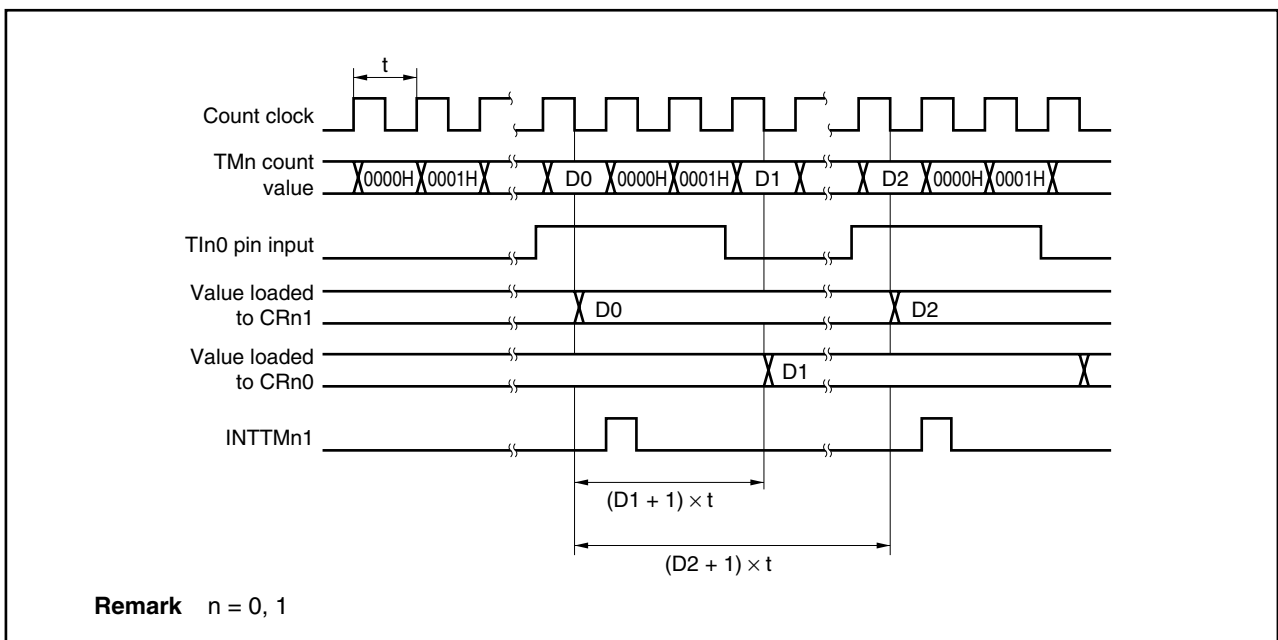 t
Count clock
TMn count
value
0000H 0001H D0 0000H 0001H D1 D2 0000H 0001H
TIn0 pin input
Value loaded
to CRn1
D0 D2
Value loaded
to CRn0
D1
INTTMn1
(D1 + 1) × t
(D2 + 1) × t
Remark n = 0, 1